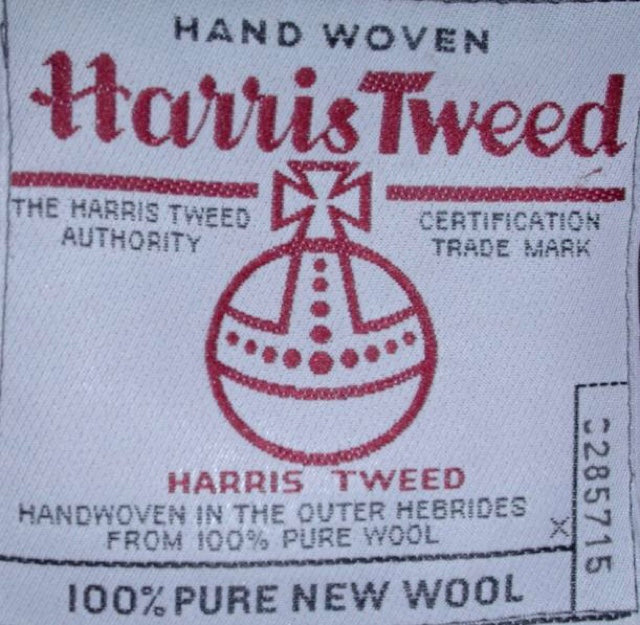 HAND WOVEN
Harris Tweed
THE HARRIS TWEED
AUTHORITY
CERTIFICATION
TRADE MARK
HARRIS TWEED
HANDWOVEN IN THE OUTER HEBRIDES
FROM 100% PURE WOOL
X
100% PURE NEW WOOL